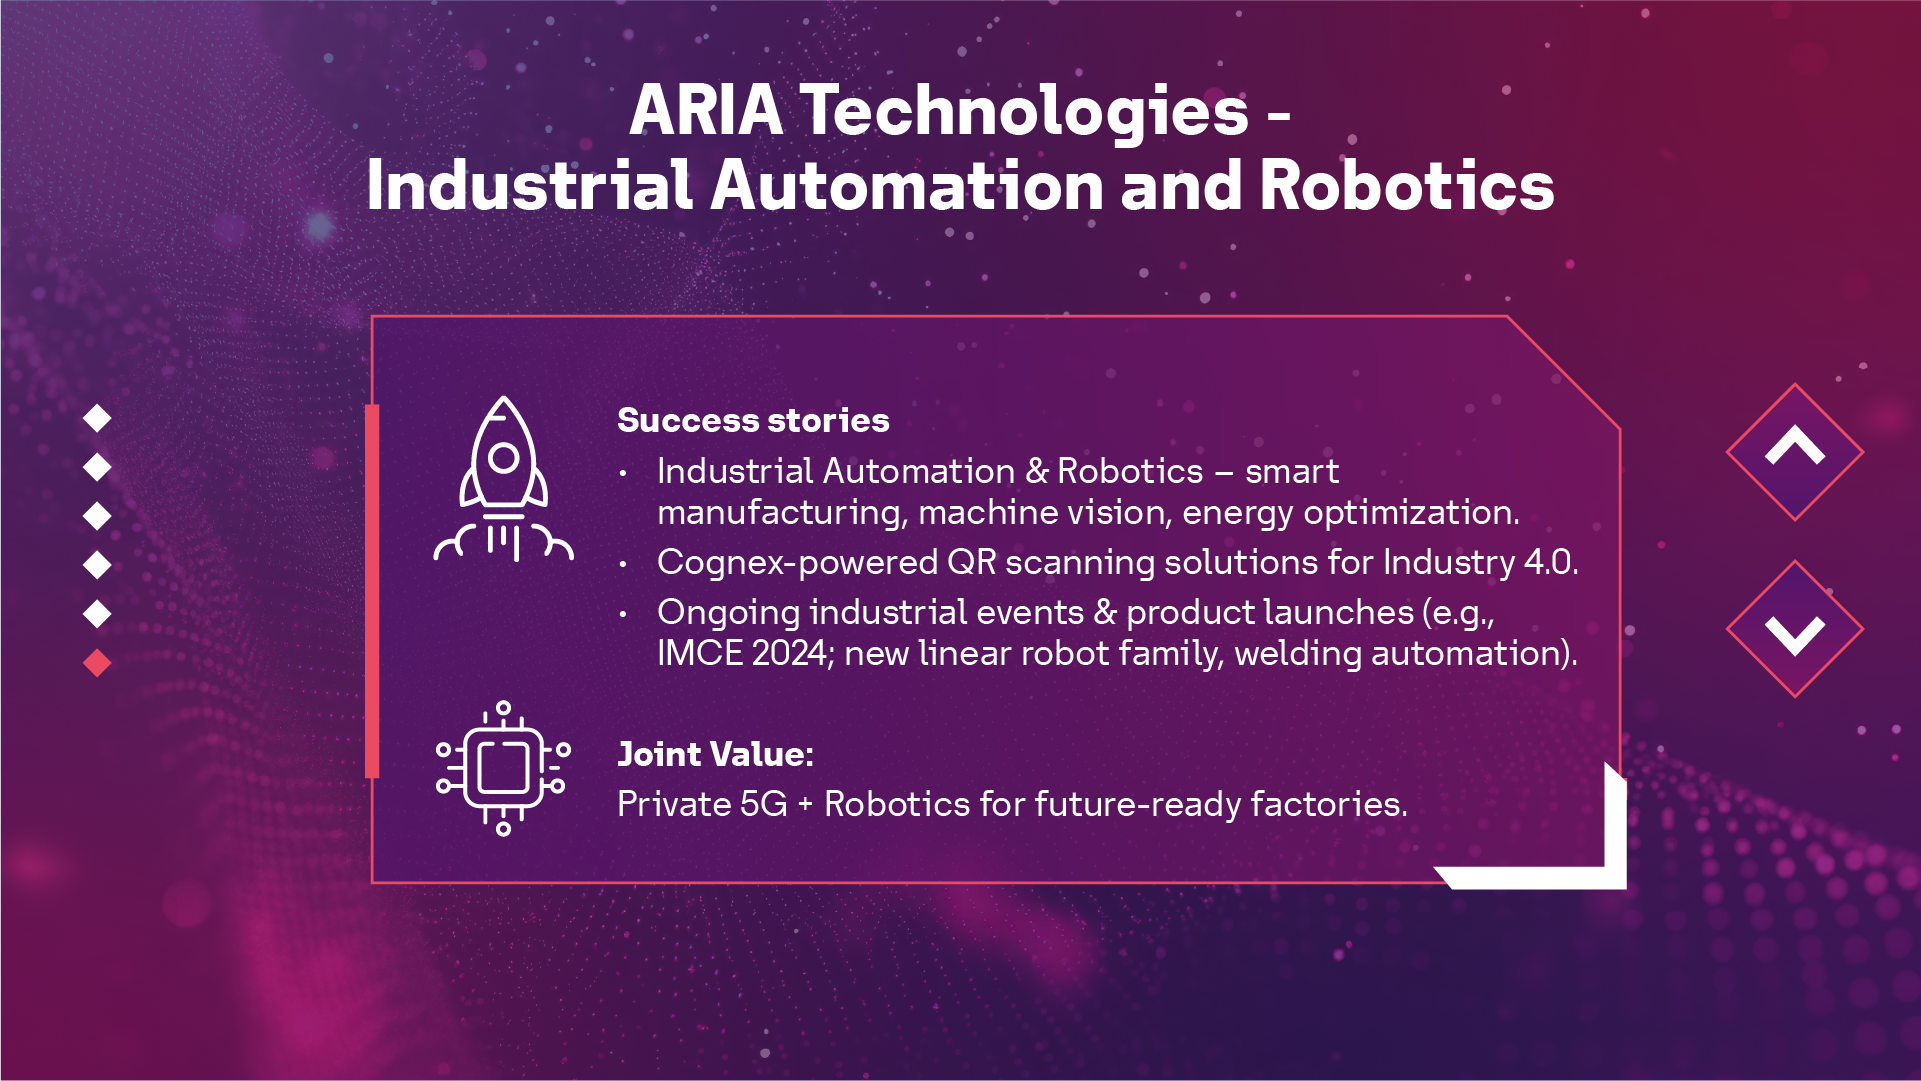 ARIA Technologies -
Industrial Automation and Robotics
Success stories
• Industrial Automation & Robotics – smart
manufacturing, machine vision, energy optimization.
• Cognex-powered QR scanning solutions for Industry 4.0.
• Ongoing industrial events & product launches (e.g.,
IMCE 2024; new linear robot family, welding automation).
Joint Value:
Private 5G + Robotics for future-ready factories.